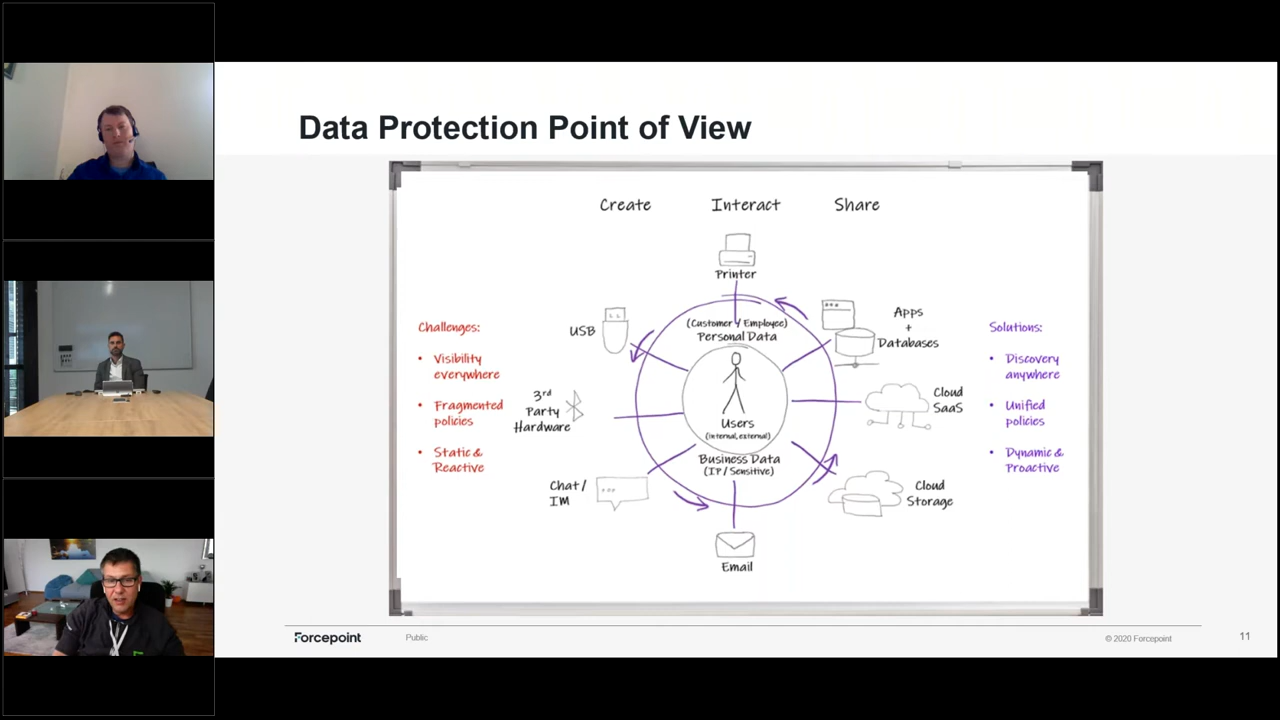 Data Protection Point of View
Create Interact Share
Printer
USB
(Customer / Employee)
Personal Data
Apps
+
Databases
Challenges:
• Visibility
everywhere
• Fragmented
policies
• Static &
Reactive
3rd
Party
Hardware
Users
(internal, external)
Cloud
SaaS
Solutions:
• Discovery
anywhere
• Unified
policies
• Dynamic &
Proactive
Business Data
(IP / Sensitive)
Chat /
IM
Cloud
Storage
Email
Forcepoint
Public
© 2020 Forcepoint
11